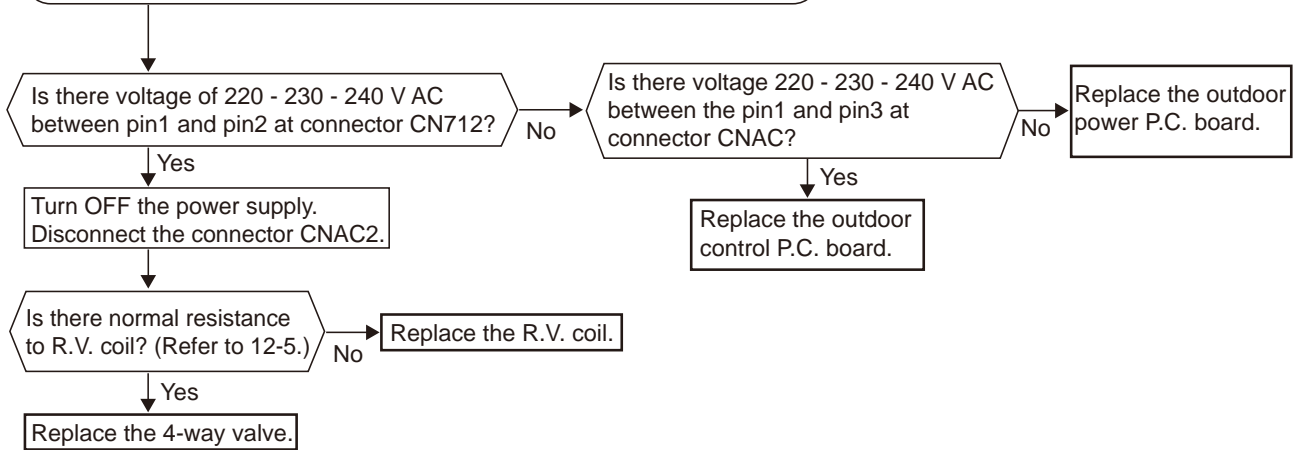 Is there voltage of 220 - 230 - 240 V AC
between pin1 and pin2 at connector CN712?
No
Is there voltage 220 - 230 - 240 V AC
between the pin1 and pin3 at
connector CNAC?
No
Replace the outdoor
power P.C. board.
Yes
Replace the outdoor
control P.C. board.
Yes
Turn OFF the power supply.
Disconnect the connector CNAC2.
Is there normal resistance
to R.V. coil? (Refer to 12-5.)
No
Replace the R.V. coil.
Yes
Replace the 4-way valve.